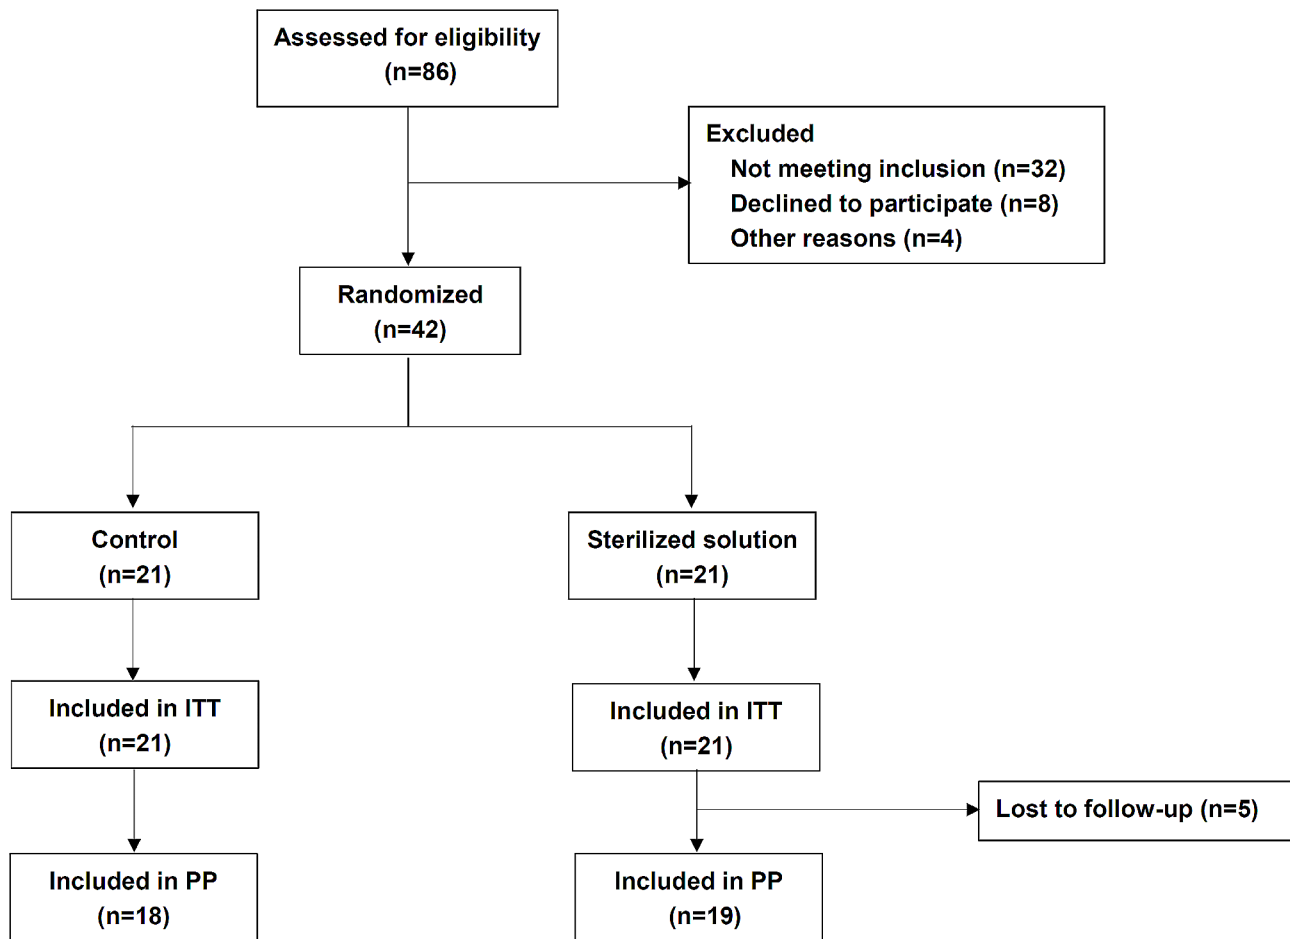 Assessed for eligibility
(n=86)
Excluded
Not meeting inclusion (n=32)
Declined to participate (n=8)
Other reasons (n=4)
Randomized
(n=42)
Control
(n=21)
Sterilized solution
(n=21)
Included in ITT
(n=21)
Included in ITT
(n=21)
Lost to follow-up (n=5)
Included in PP
(n=18)
Included in PP
(n=19)